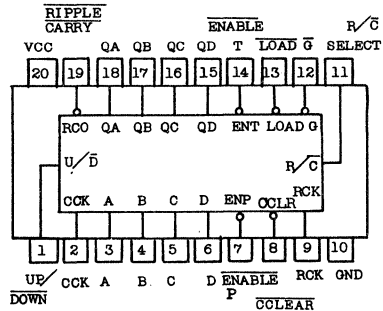 RIPPLE
CARRY
ENABLE
R/C
VCC QA QB QC QD T LOAD G SELECT
20 19 18 17 16 15 14 13 12 11
RCO QA QB QC QD ENT LOAD G
U/D R/C
CCK A B C D ENP CCLR RCK
1 2 3 4 5 6 7 8 9 10
UP/
DOWN
CCK A B C D ENABLE
P
CCLEAR
RCK GND